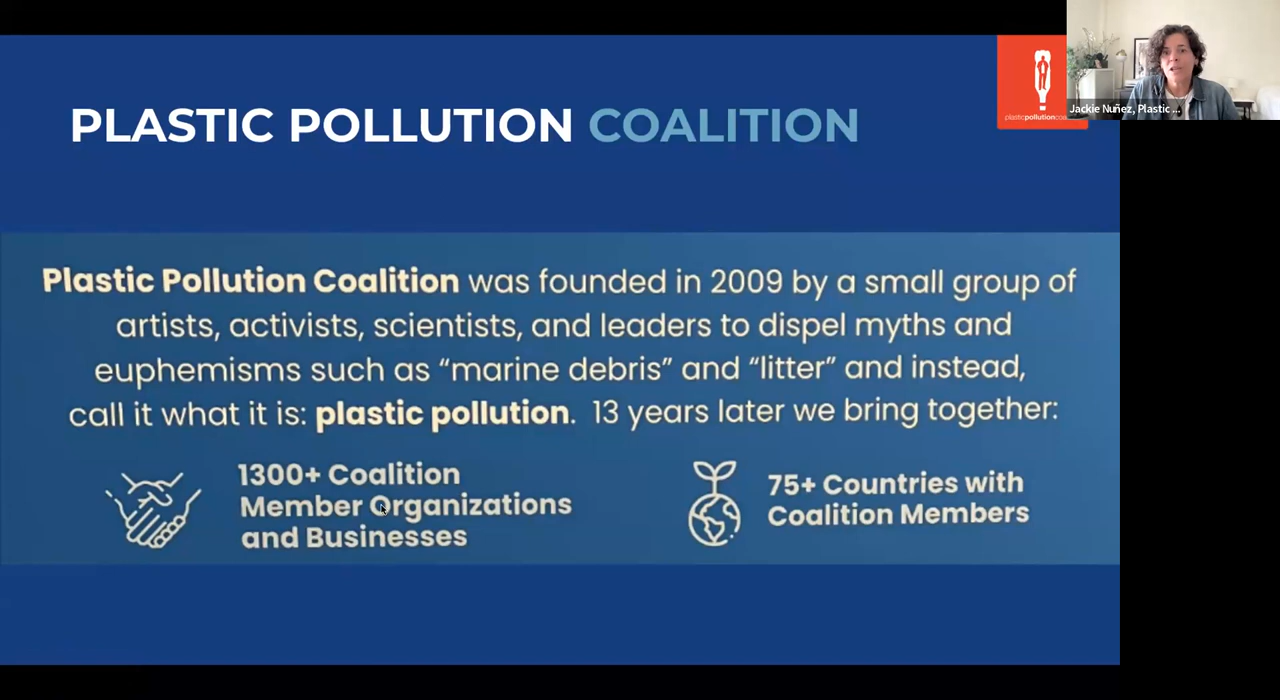 PLASTIC POLLUTION COALITION
plasticpollutioncoa
Jackie Nuñez, Plastic ...
Plastic Pollution Coalition was founded in 2009 by a small group of
artists, activists, scientists, and leaders to dispel myths and
euphemisms such as “marine debris” and “litter” and instead,
call it what it is: plastic pollution. 13 years later we bring together:
1300+ Coalition
Member Organizations
and Businesses
75+ Countries with
Coalition Members